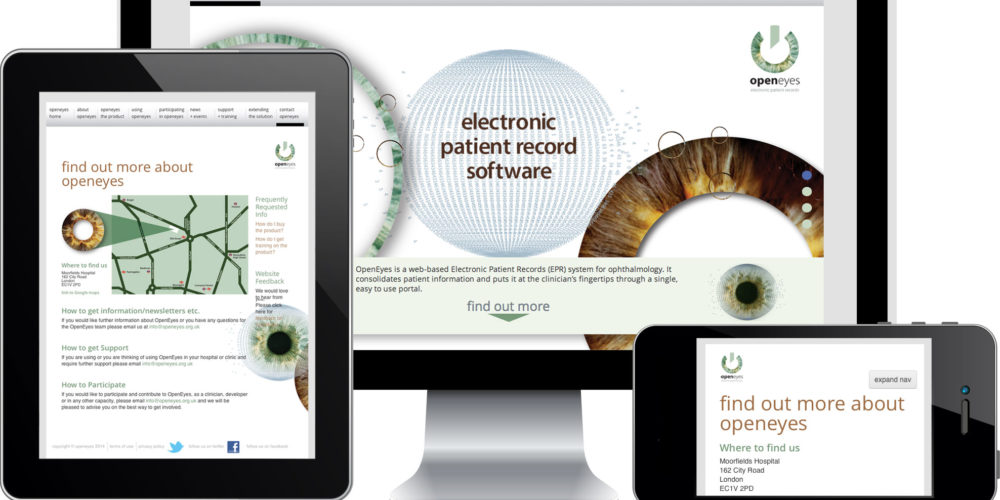 openeyes
home
about
openeyes
openeyes
the product
using
openeyes
participating
in openeyes
news
+ events
support
+ training
extending
the solution
contact
openeyes
openeyes
find out more about
openeyes
Where to find us
Moorfields Hospital
162 City Road
London
EC1V 2PD
link to Google maps
Frequently
Requested
Info
How do I buy
the product?
How do I get
training on the
product?
Website
Feedback
We would love
to hear from
Please click
here for
How to get information/newsletters etc.
If you would like further information about OpenEyes or you have any questions for
the OpenEyes team please email us at info@openeyes.org.uk
How to get Support
If you are using or you are thinking of using OpenEyes in your hospital or clinic and
require further support please email info@openeyes.org.uk
How to Participate
If you would like to participate and contribute to OpenEyes, as a clinician, developer
or in any other capacity, please email info@openeyes.org.uk and we will be
pleased to advise you on the best way to get involved.
copyright © openeyes 2014 | terms of use | privacy policy
follow us on twitter
follow us on facebook
electronic
patient record
software
openeyes
electronic patient records
OpenEyes is a web-based Electronic Patient Records (EPR) system for ophthalmology. It
consolidates patient information and puts it at the clinician's fingertips through a single,
easy to use portal.
find out more
openeyes
expand nav
find out more about
openeyes
Where to find us
Moorfields Hospital
162 City Road
London
EC1V 2PD